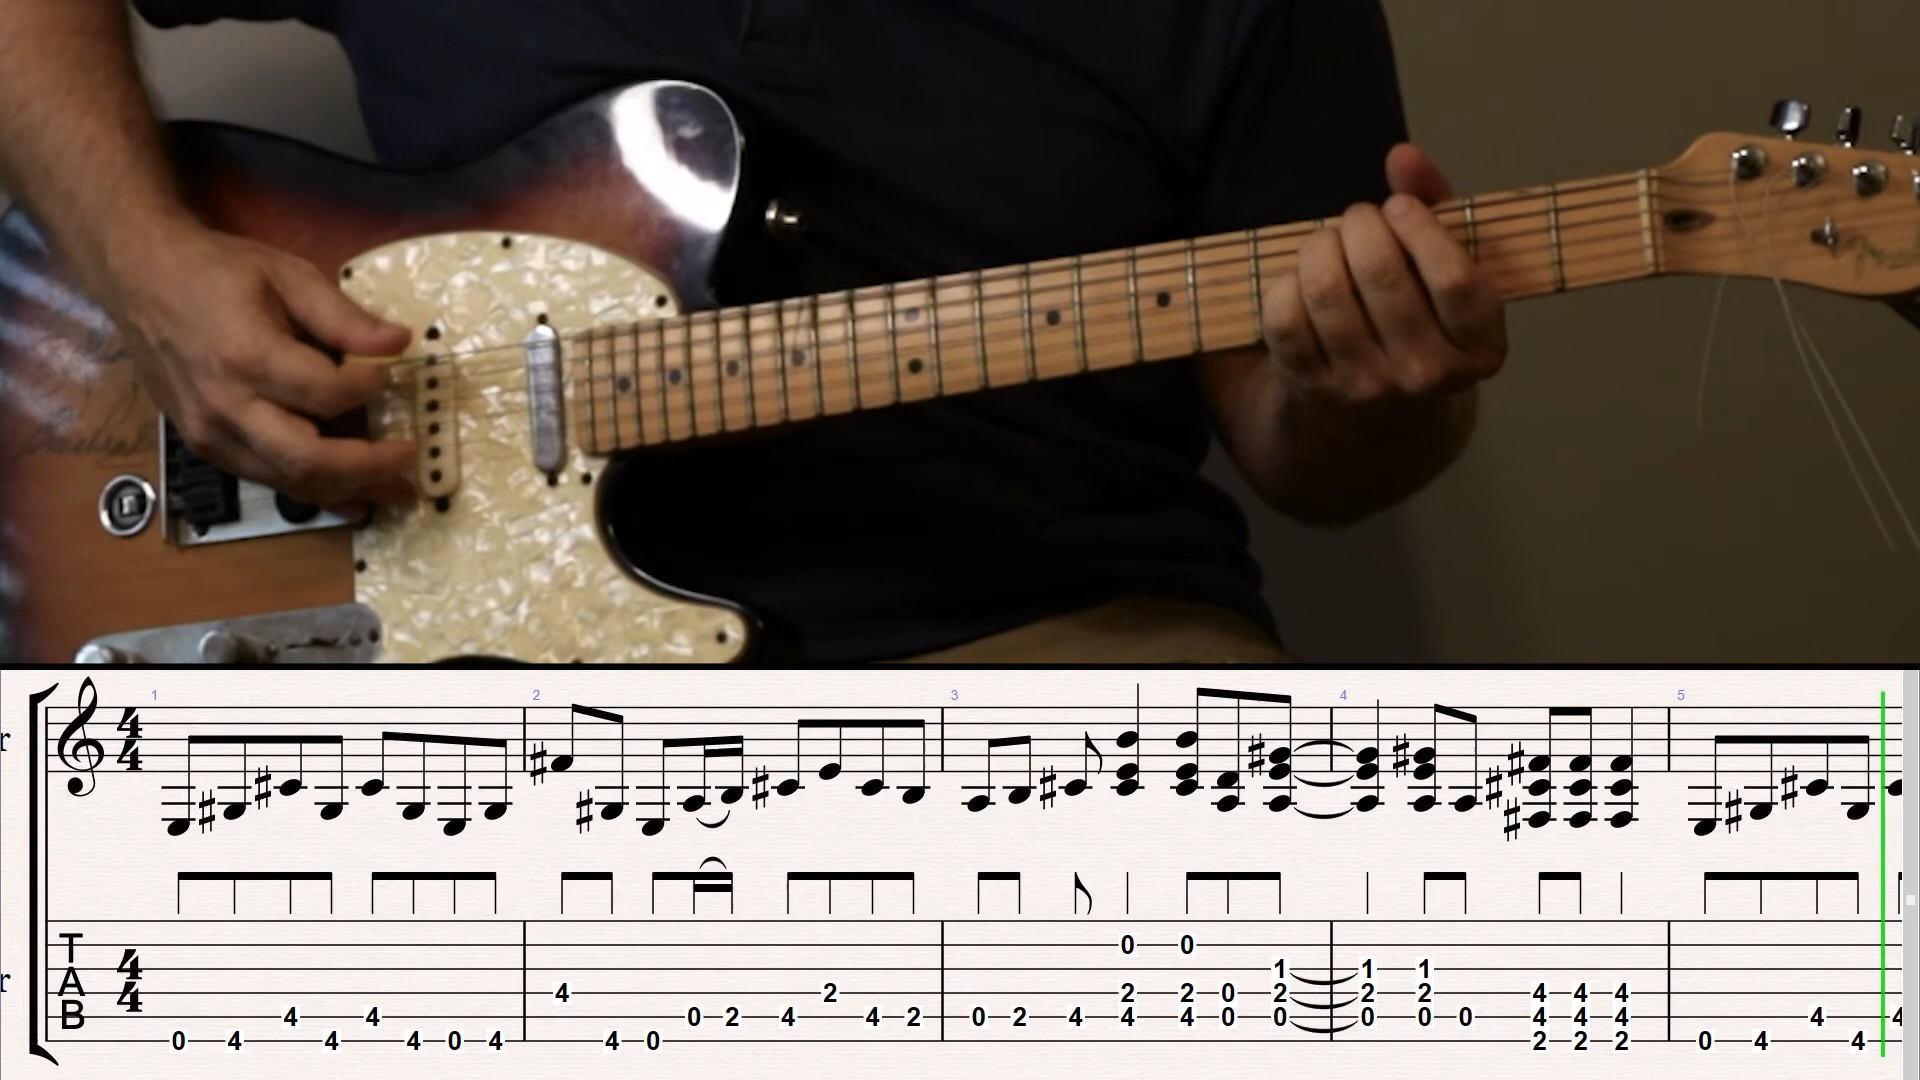 1 2 3 4 5
r
4
4
0 0
T 1 1 1
r 4 A 4 2 2 2 0 2 2 2 4 4 4
4 B 4 4 0 2 4 4 2 0 2 4 4 4 0 0 0 0 0 4 4 4 4 4
0 4 4 4 0 4 4 0 2 2 2 0 4 4